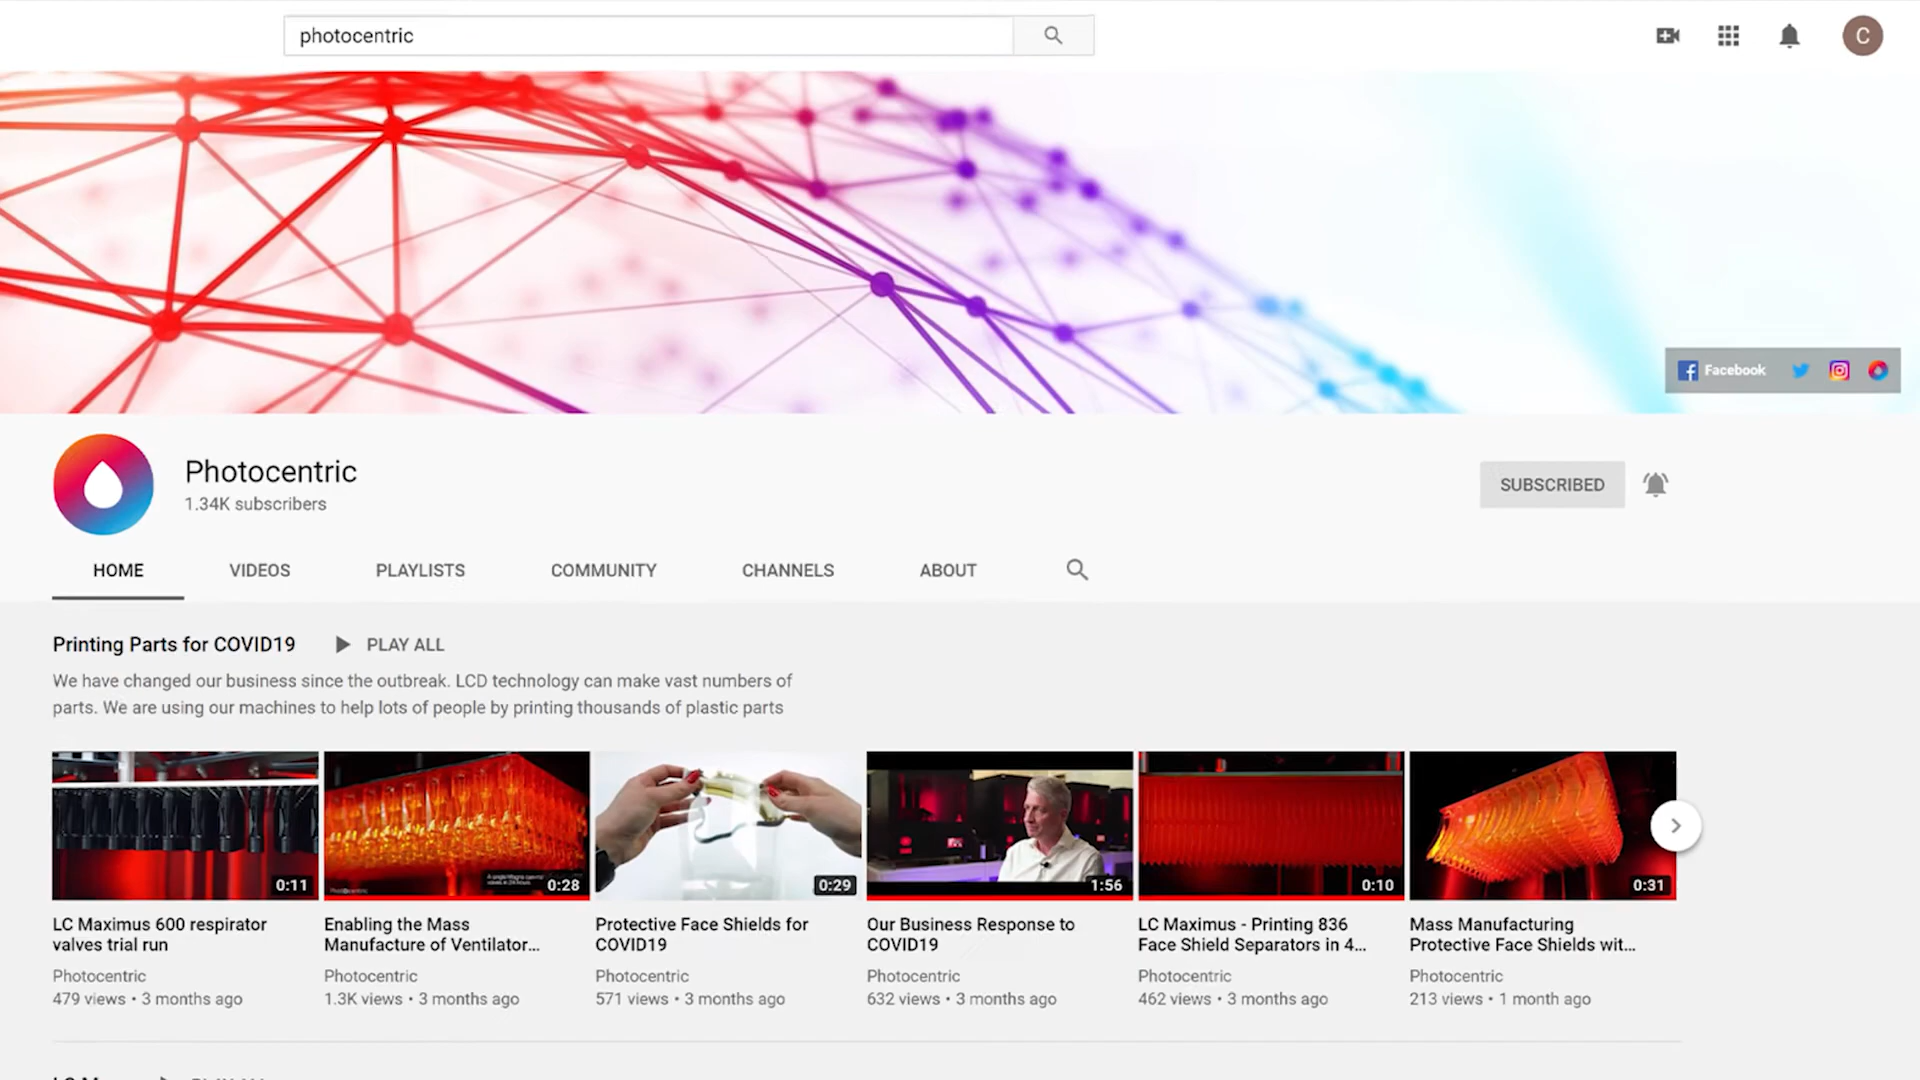 photocentric
C
Facebook
Photocentric
1.34K subscribers
SUBSCRIBED
HOME
VIDEOS
PLAYLISTS
COMMUNITY
CHANNELS
ABOUT
Printing Parts for COVID19
PLAY ALL
We have changed our business since the outbreak. LCD technology can make vast numbers of
parts. We are using our machines to help lots of people by printing thousands of plastic parts
0:11
0:28
0:29
1:56
0:10
0:31
LC Maximus 600 respirator
valves trial run
Photocentric
479 views • 3 months ago
Enabling the Mass
Manufacture of Ventilator...
Photocentric
1.3K views • 3 months ago
Protective Face Shields for
COVID19
Photocentric
571 views • 3 months ago
Our Business Response to
COVID19
Photocentric
632 views • 3 months ago
LC Maximus - Printing 836
Face Shield Separators in 4...
Photocentric
462 views • 3 months ago
Mass Manufacturing
Protective Face Shields wit...
Photocentric
213 views • 1 month ago